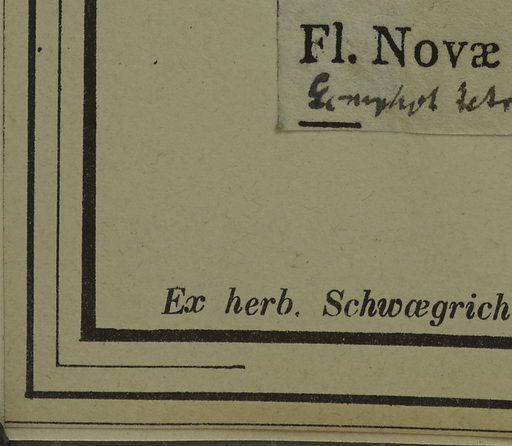 Fl. Novæ
Ex herb. Schwægrich